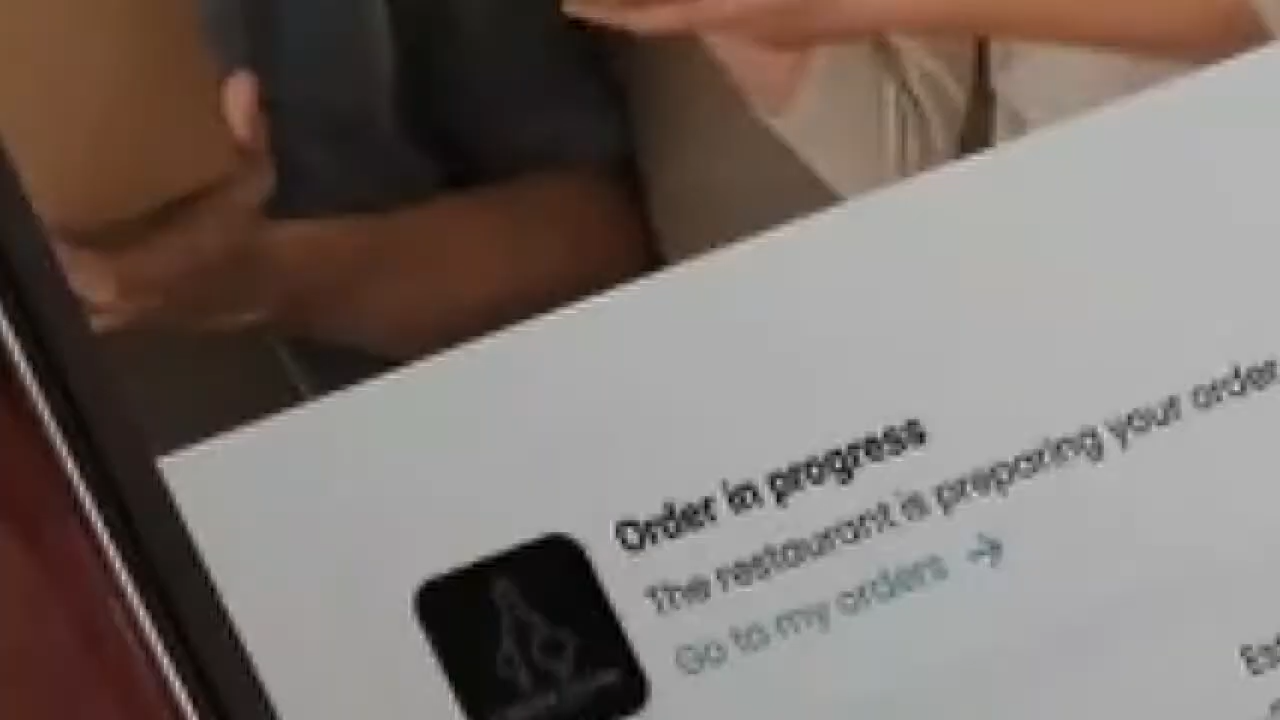 Order in progress
The restaurant is preparing your order
Go to my orders →